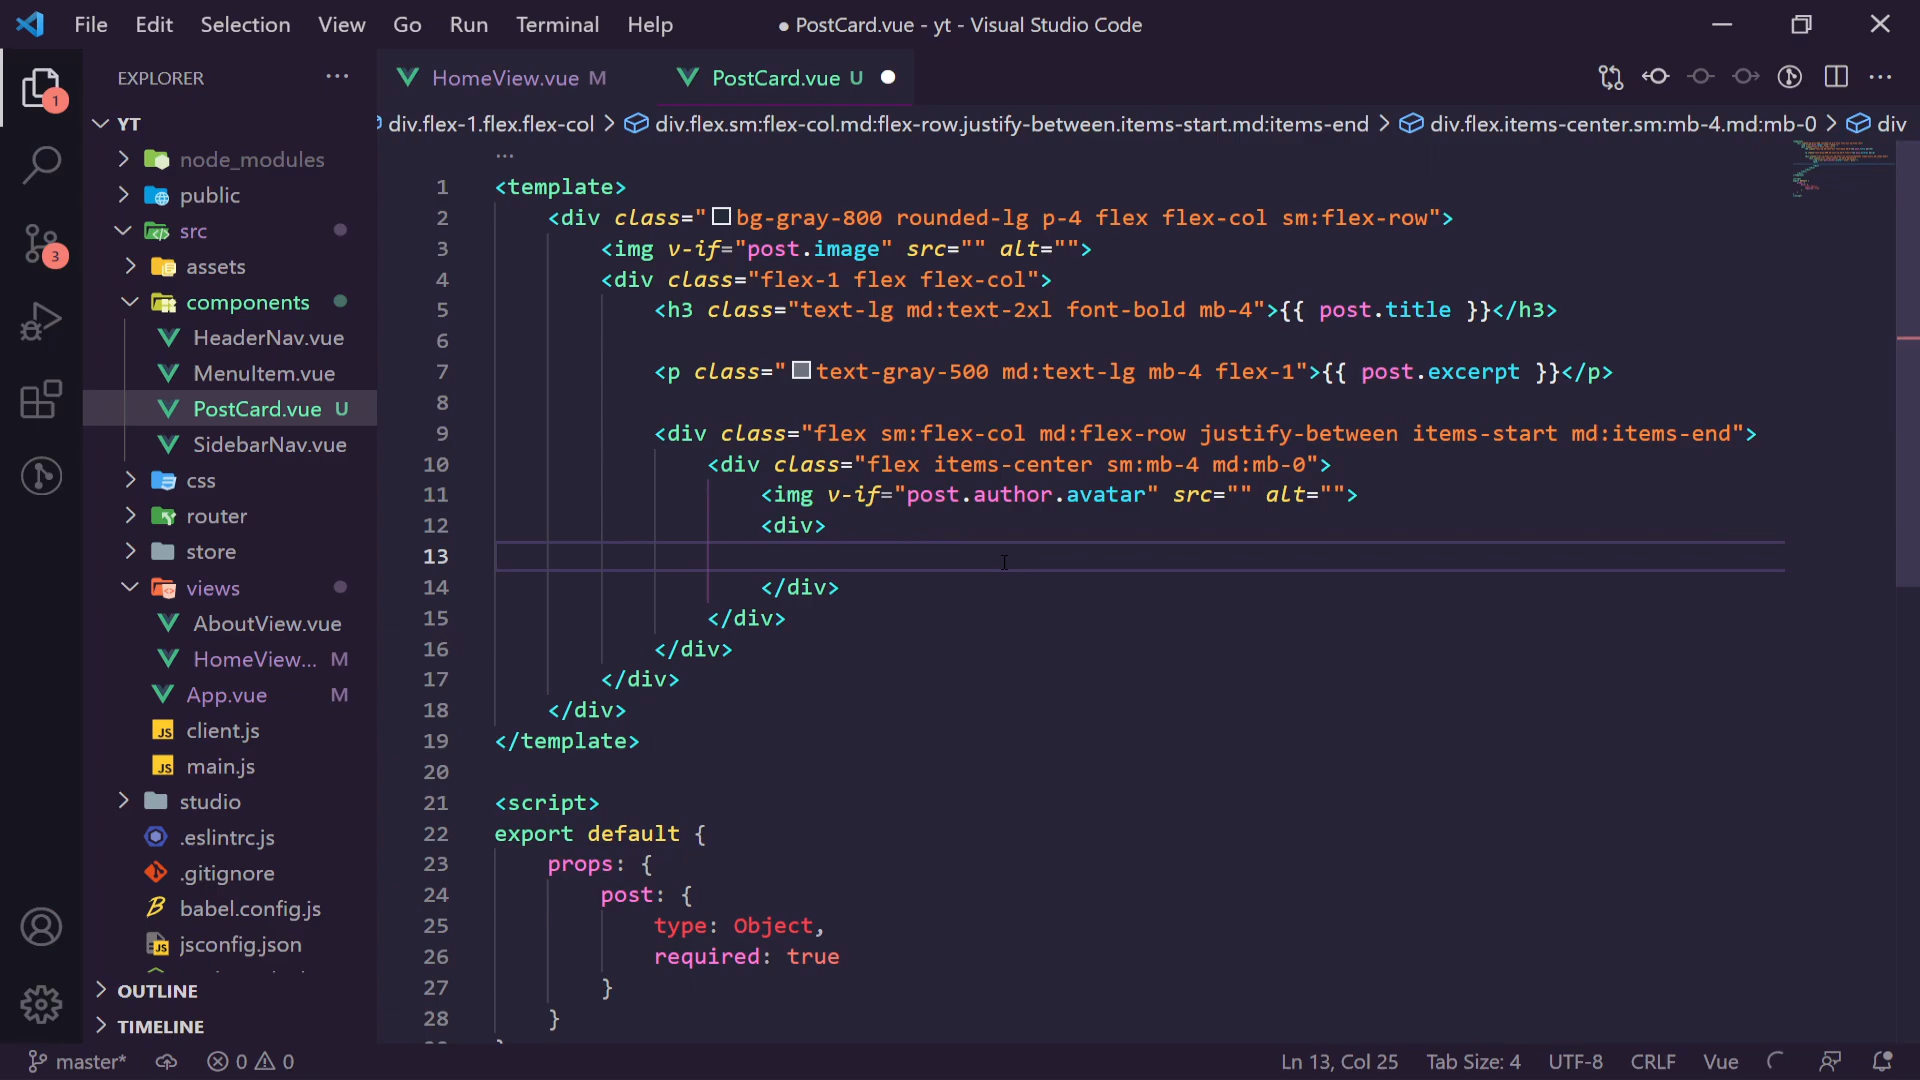 File Edit Selection View Go Run Terminal Help
● PostCard.vue - yt - Visual Studio Code
EXPLORER
HomeView.vue M
PostCard.vue U
div.flex-1.flex.flex-col > div.flex.sm:flex-col.md:flex-row.justify-between.items-start.md:items-end > div.flex.items-center.sm:mb-4.md:mb-0 > div
1
3
YT
node_modules
public
src
assets
components
HeaderNav.vue
MenuItem.vue
PostCard.vue U
SidebarNav.vue
css
router
store
views
AboutView.vue
HomeView... M
App.vue M
client.js
main.js
studio
.eslintrc.js
.gitignore
babel.config.js
jsconfig.json
OUTLINE
TIMELINE
1 <template>
2 <div class="bg-gray-800 rounded-lg p-4 flex flex-col sm:flex-row">
3 <img v-if="post.image" src="" alt="">
4 <div class="flex-1 flex flex-col">
5 <h3 class="text-lg md:text-2xl font-bold mb-4">{{ post.title }}</h3>
6
7 <p class="text-gray-500 md:text-lg mb-4 flex-1">{{ post.excerpt }}</p>
8
9 <div class="flex sm:flex-col md:flex-row justify-between items-start md:items-end">
10 <div class="flex items-center sm:mb-4 md:mb-0">
11 <img v-if="post.author.avatar" src="" alt="">
12 <div>
13
14 </div>
15 </div>
16 </div>
17 </div>
18 </div>
19 </template>
20
21 <script>
22 export default {
23 props: {
24 post: {
25 type: Object,
26 required: true
27 }
28 }
master* 0 0
Ln 13, Col 25 Tab Size: 4 UTF-8 CRLF Vue